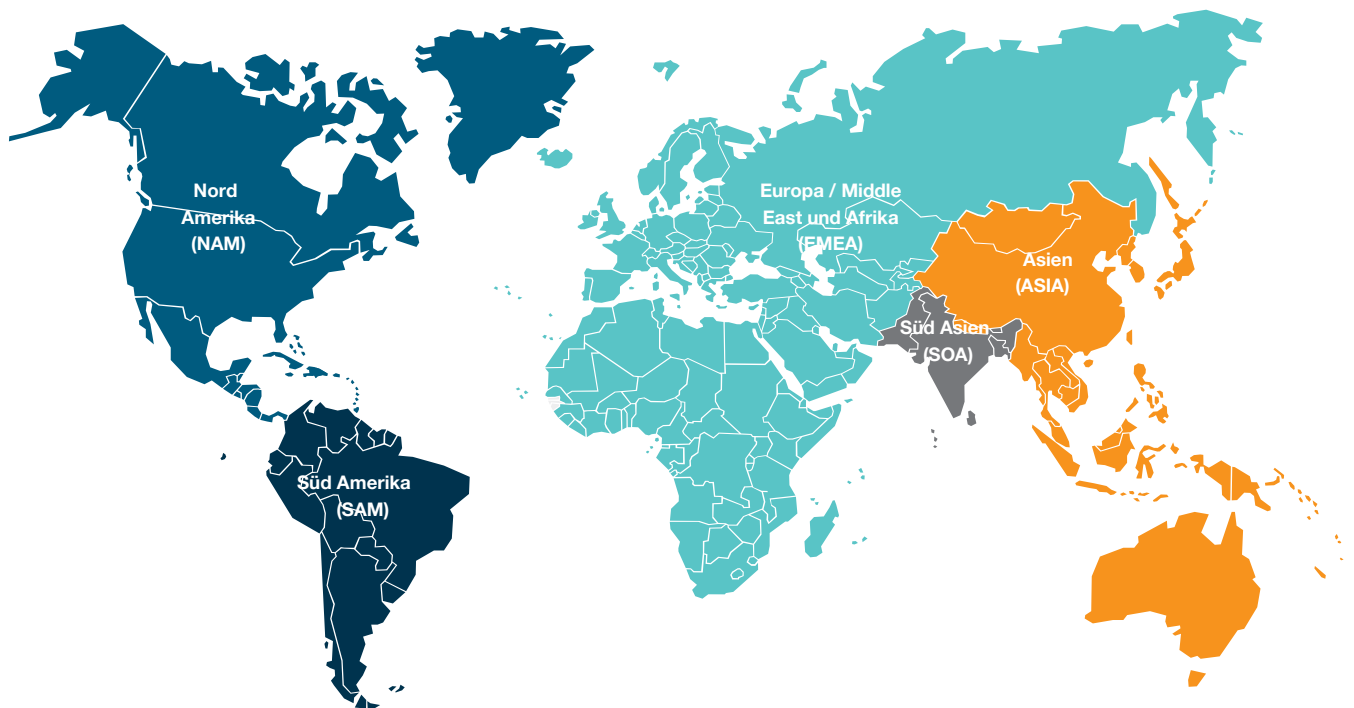 Nord
Amerika
(NAM)
Europa / Middle
East und Afrika
(EMEA)
Asien
(ASIA)
Süd Asien
(SOA)
Süd Amerika
(SAM)